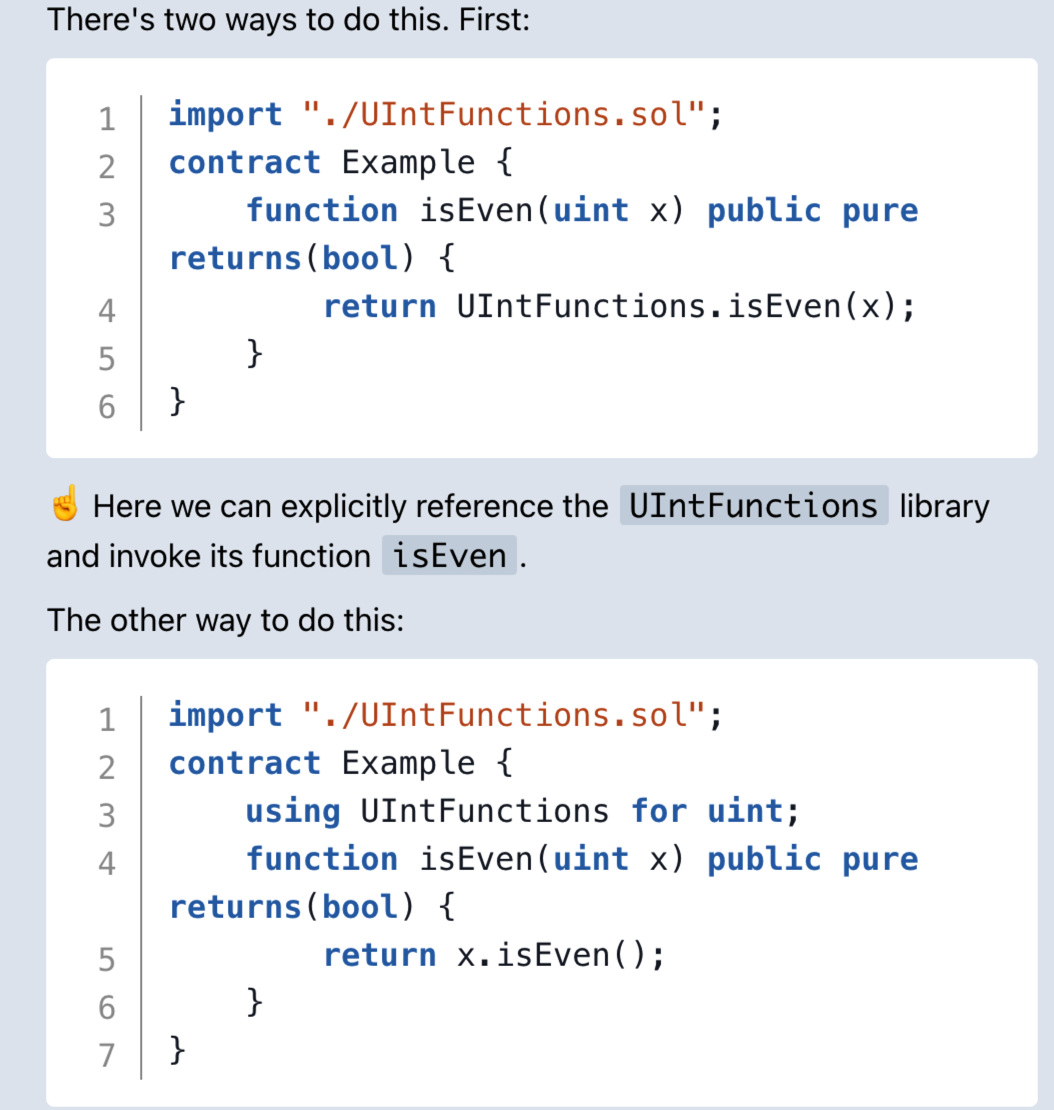 There's two ways to do this. First:
1 import "./UIntFunctions.sol";
2 contract Example {
3     function isEven(uint x) public pure
returns(bool) {
4         return UIntFunctions.isEven(x);
5     }
6 }
☝️ Here we can explicitly reference the UIntFunctions library
and invoke its function isEven .
The other way to do this:
1 import "./UIntFunctions.sol";
2 contract Example {
3     using UIntFunctions for uint;
4     function isEven(uint x) public pure
returns(bool) {
5         return x.isEven();
6     }
7 }